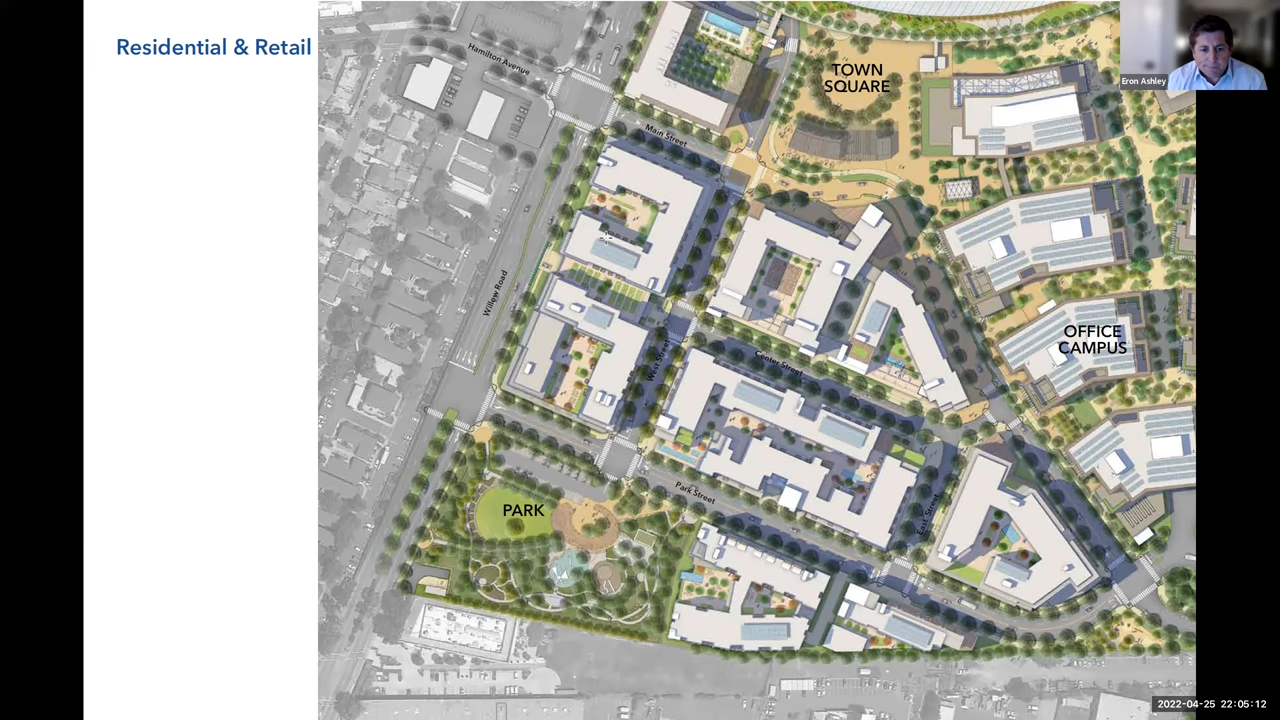 Residential & Retail
Hamilton Avenue
TOWN
SQUARE
Eron Ashley
Main Street
Willow Road
West Street
Center Street
OFFICE
CAMPUS
PARK
Park Street
East Street
2022-04-25 22:05:12